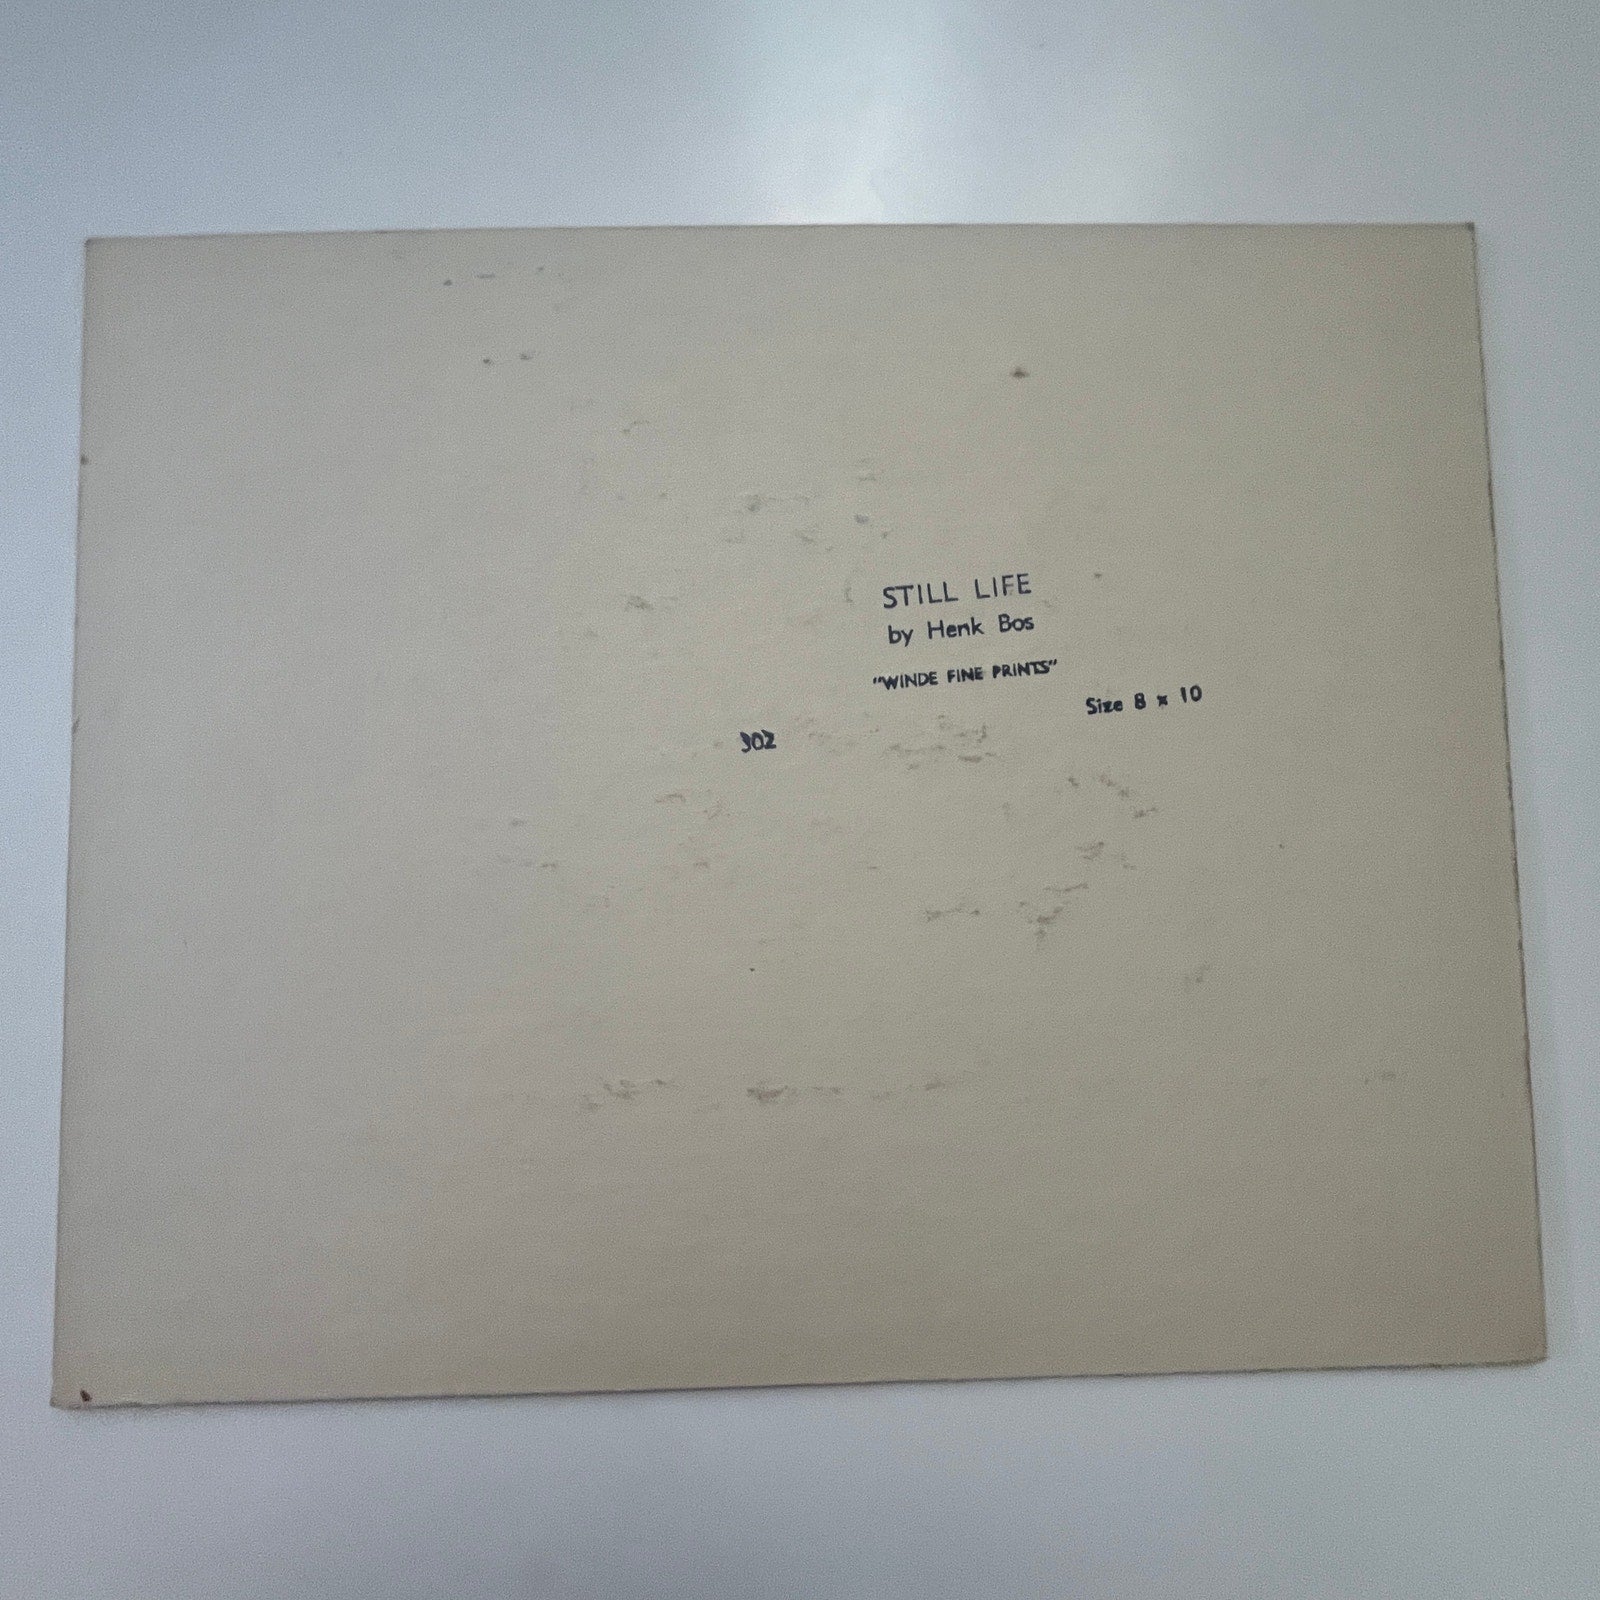 STILL LIFE
by Henk Bos
"WINDE FINE PRINTS"
Size 8 x 10
302